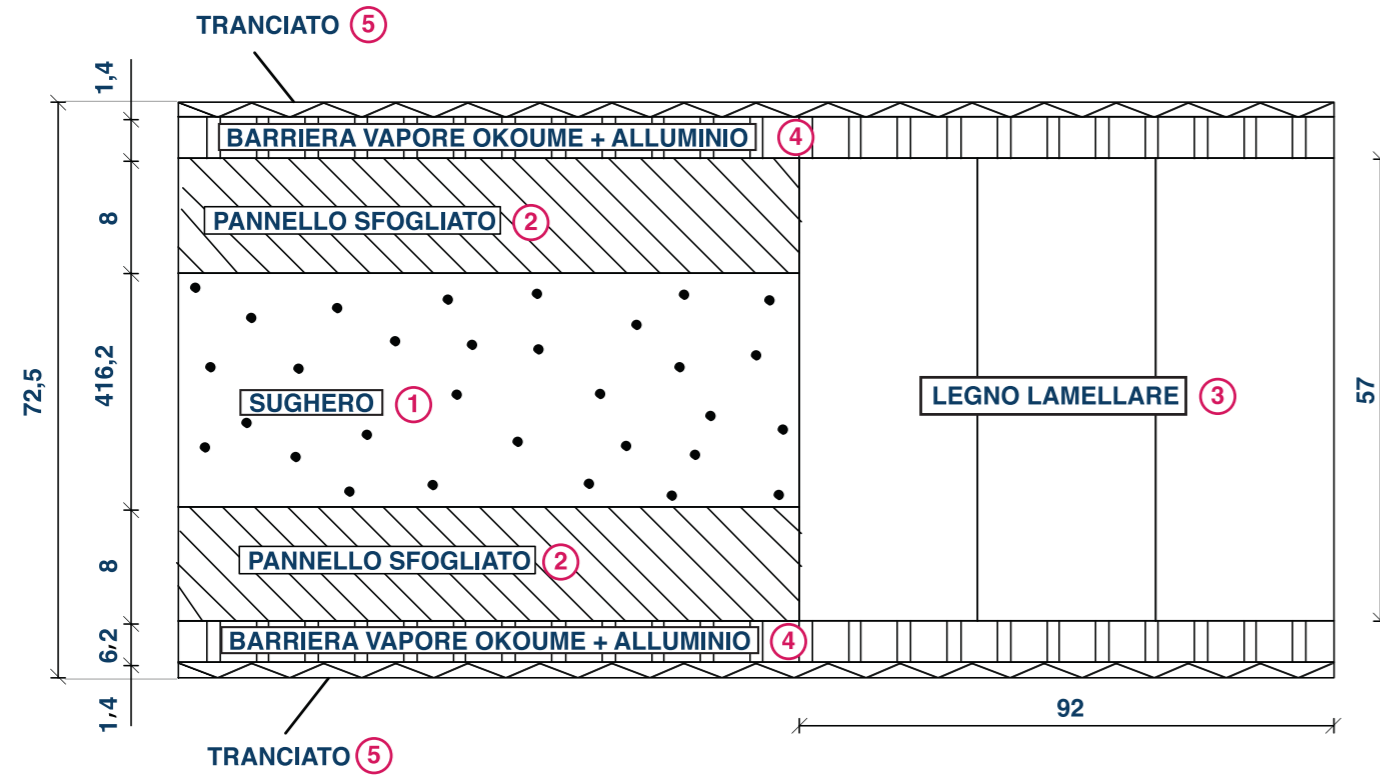 TRANCIATO 5
1,4
BARRIERA VAPORE OKOUME + ALLUMINIO 4
8
PANNELLO SFOGLIATO 2
72,5
416,2
SUGHERO 1
LEGNO LAMELLARE 3
57
8
PANNELLO SFOGLIATO 2
6,2
BARRIERA VAPORE OKOUME + ALLUMINIO 4
1,4
92
TRANCIATO 5